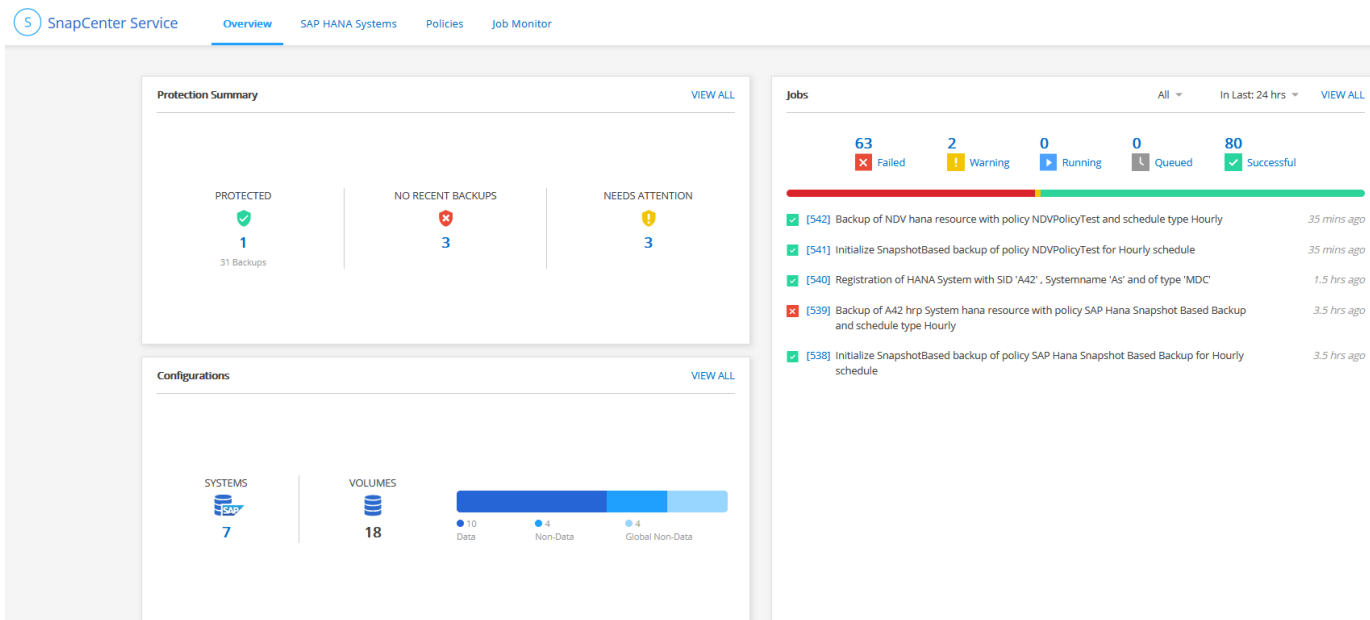 S SnapCenter Service Overview SAP HANA Systems Policies Job Monitor
Protection Summary VIEW ALL
PROTECTED NO RECENT BACKUPS NEEDS ATTENTION
1 3 3
31 Backups
Configurations VIEW ALL
SYSTEMS VOLUMES
SAP
7 18
10 4 4
Data Non-Data Global Non-Data
Jobs All In Last: 24 hrs VIEW ALL
63 2 0 0 80
Failed Warning Running Queued Successful
[542] Backup of NDV hana resource with policy NDVPolicyTest and schedule type Hourly 35 mins ago
[541] Initialize SnapshotBased backup of policy NDVPolicyTest for Hourly schedule 35 mins ago
[540] Registration of HANA System with SID 'A42' , Systemname 'As' and of type 'MDC' 1.5 hrs ago
[539] Backup of A42 hrp System hana resource with policy SAP Hana Snapshot Based Backup 3.5 hrs ago
and schedule type Hourly
[538] Initialize SnapshotBased backup of policy SAP Hana Snapshot Based Backup for Hourly 3.5 hrs ago
schedule